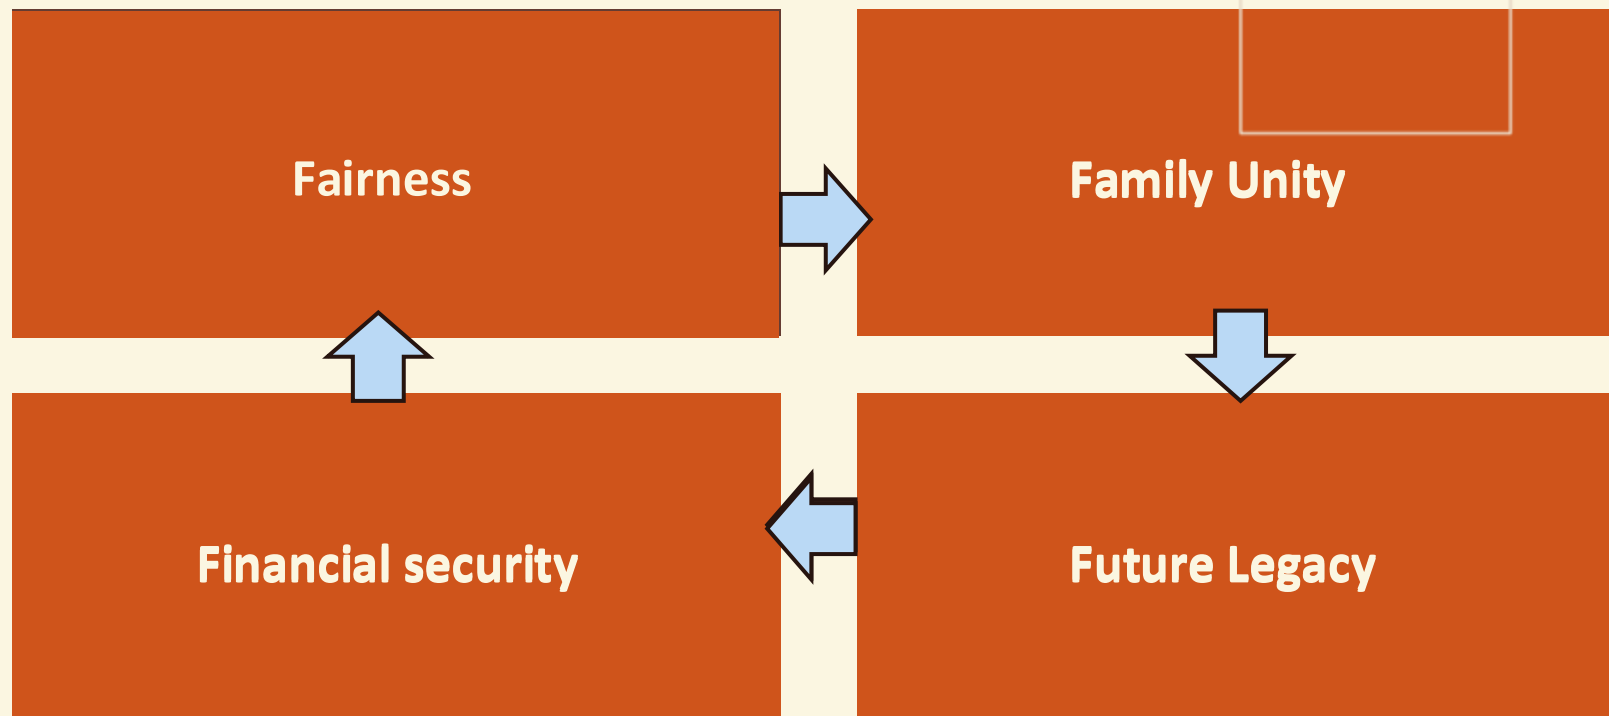 Fairness
Family Unity
Financial security
Future Legacy